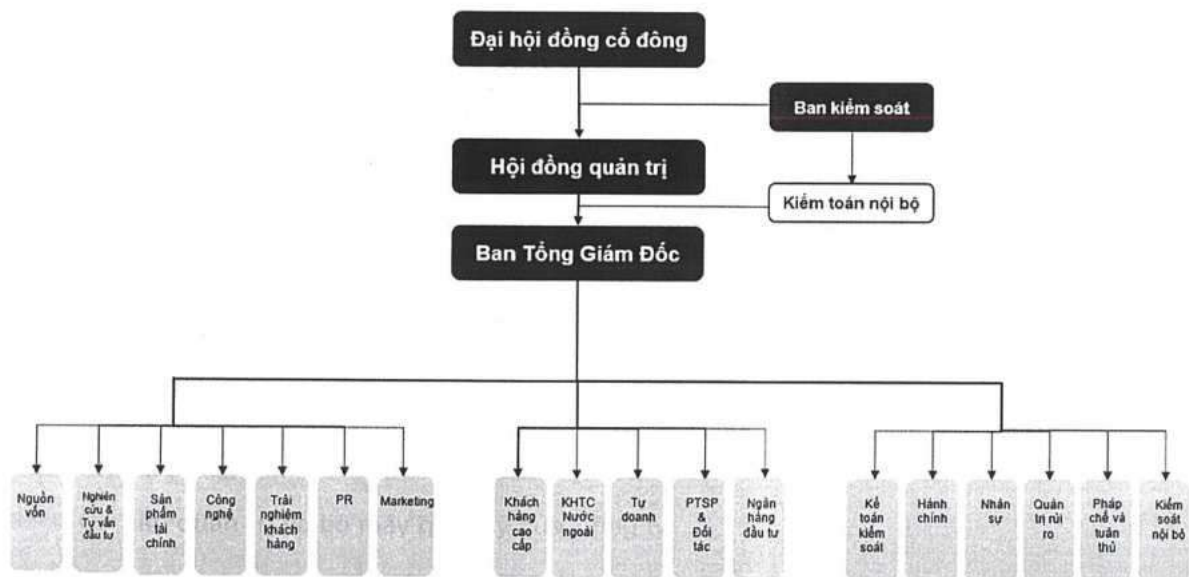 Đại hội đồng cổ đông
Ban kiểm soát
Hội đồng quản trị
Kiểm toán nội bộ
Ban Tổng Giám Đốc
Nguồn
vốn
Nghiên
cứu &
Tư vấn
đầu tư
Sản
phẩm tài
chính
Công
nghệ
Trải
nghiệm
khách
hàng
PR
Marketing
Khách
hàng cao
cấp
KHTC
Nước
ngoài
Tự
doanh
PTSP
&
Đối
tác
Ngân
hàng
đầu tư
Kế
toán
kiểm
soát
Hành
chính
Nhân
sự
Quản
trị rủi
ro
Pháp
chế và
tuân
thủ
Kiểm
soát
nội bộ